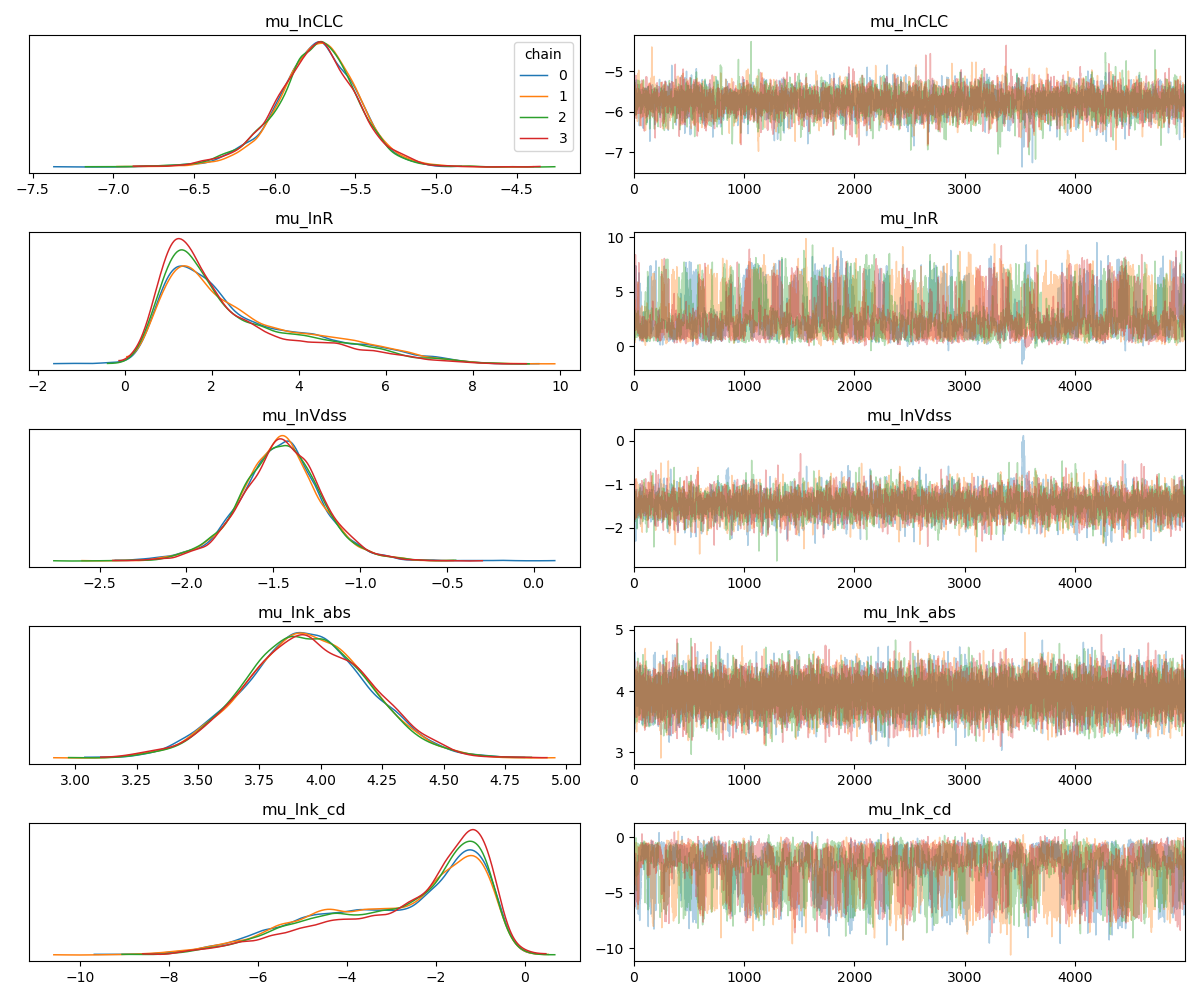 mu_lnCLC
chain
0
1
2
3
−7.5 −7.0 −6.5 −6.0 −5.5 −5.0 −4.5
mu_lnCLC
−5
−6
−7
0 1000 2000 3000 4000
mu_lnR
−2 0 2 4 6 8 10
mu_lnR
10
5
0
0 1000 2000 3000 4000
mu_lnVdss
−2.5 −2.0 −1.5 −1.0 −0.5 0.0
mu_lnVdss
0
−1
−2
0 1000 2000 3000 4000
mu_lnk_abs
3.00 3.25 3.50 3.75 4.00 4.25 4.50 4.75 5.00
mu_lnk_abs
5
4
3
0 1000 2000 3000 4000
mu_lnk_cd
−10 −8 −6 −4 −2 0
mu_lnk_cd
0
−5
−10
0 1000 2000 3000 4000